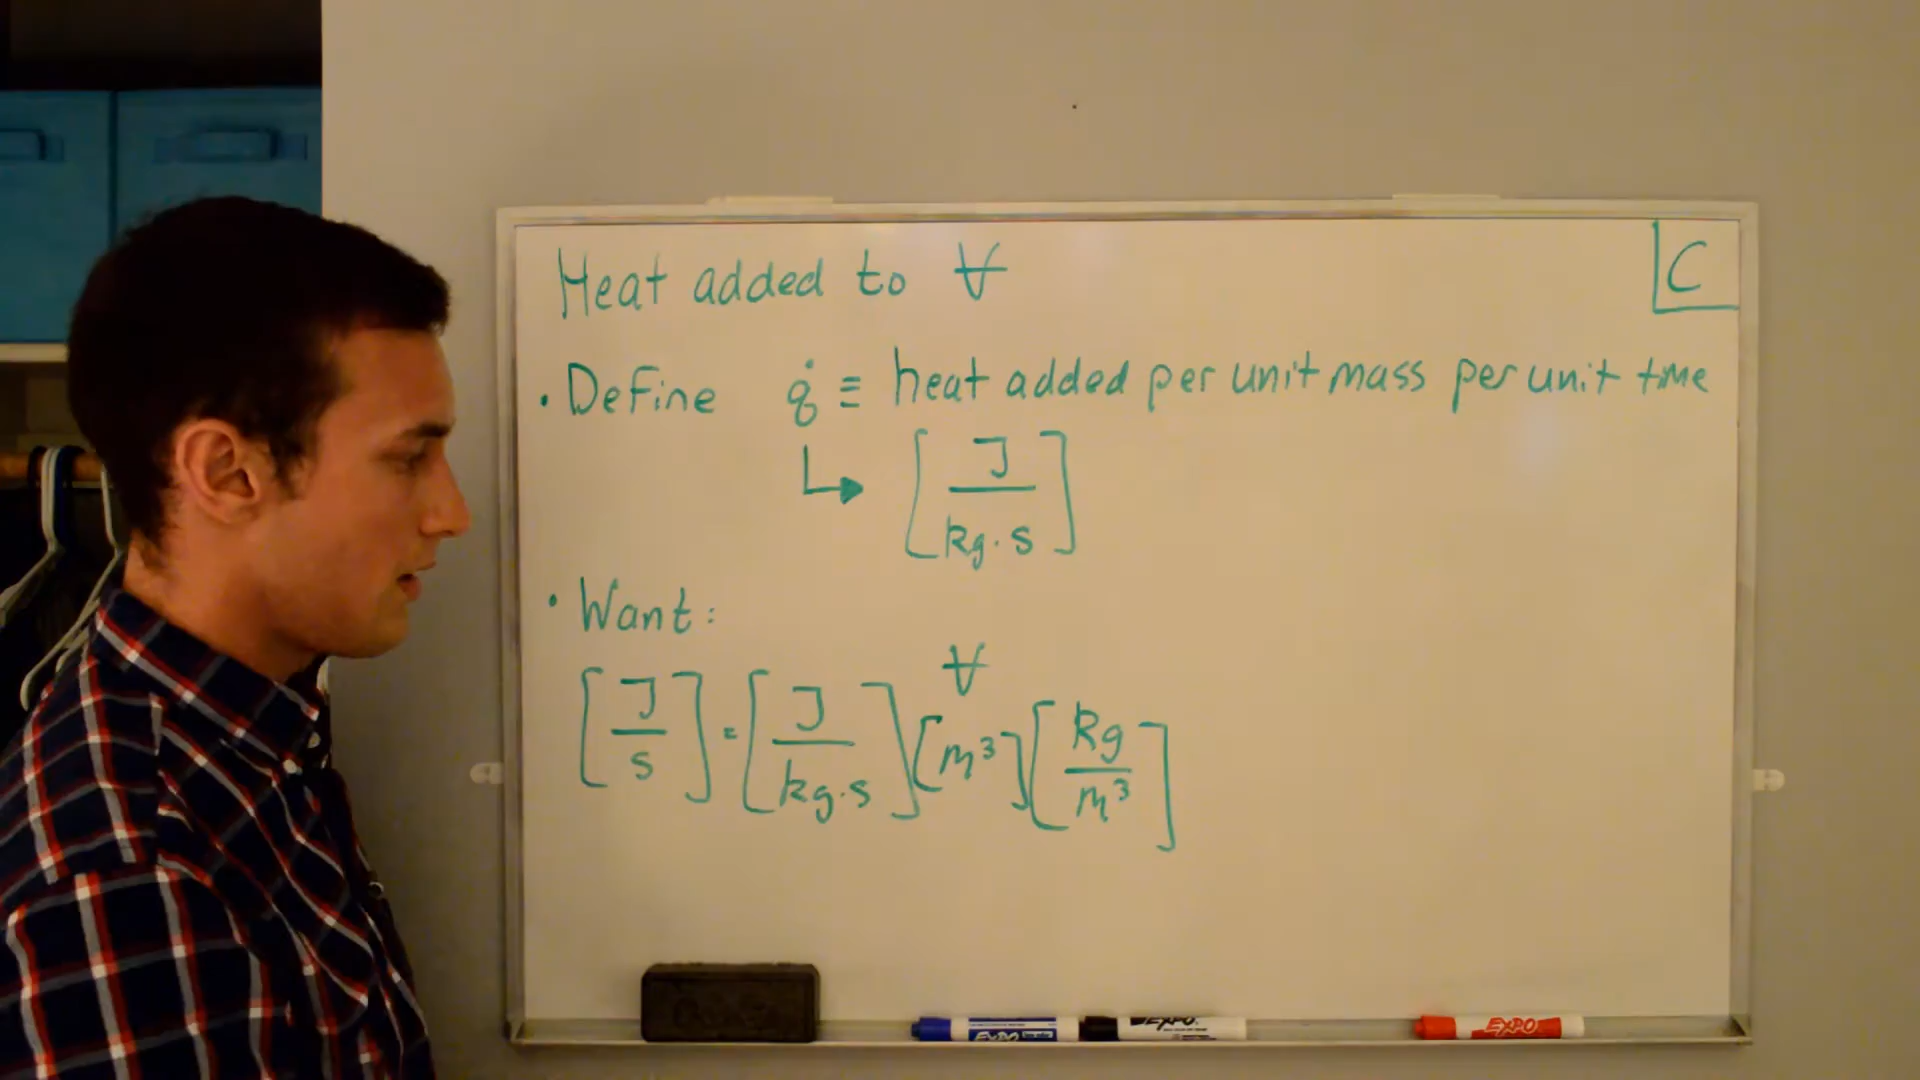 Heat added to V̶
C
• Define q̇ ≡ heat added per unit mass per unit time
↳ [J / kg·s]
• Want:
V̶
[J / s] = [J / kg·s] [m³] [kg / m³]
EXPO EXPO EXPO